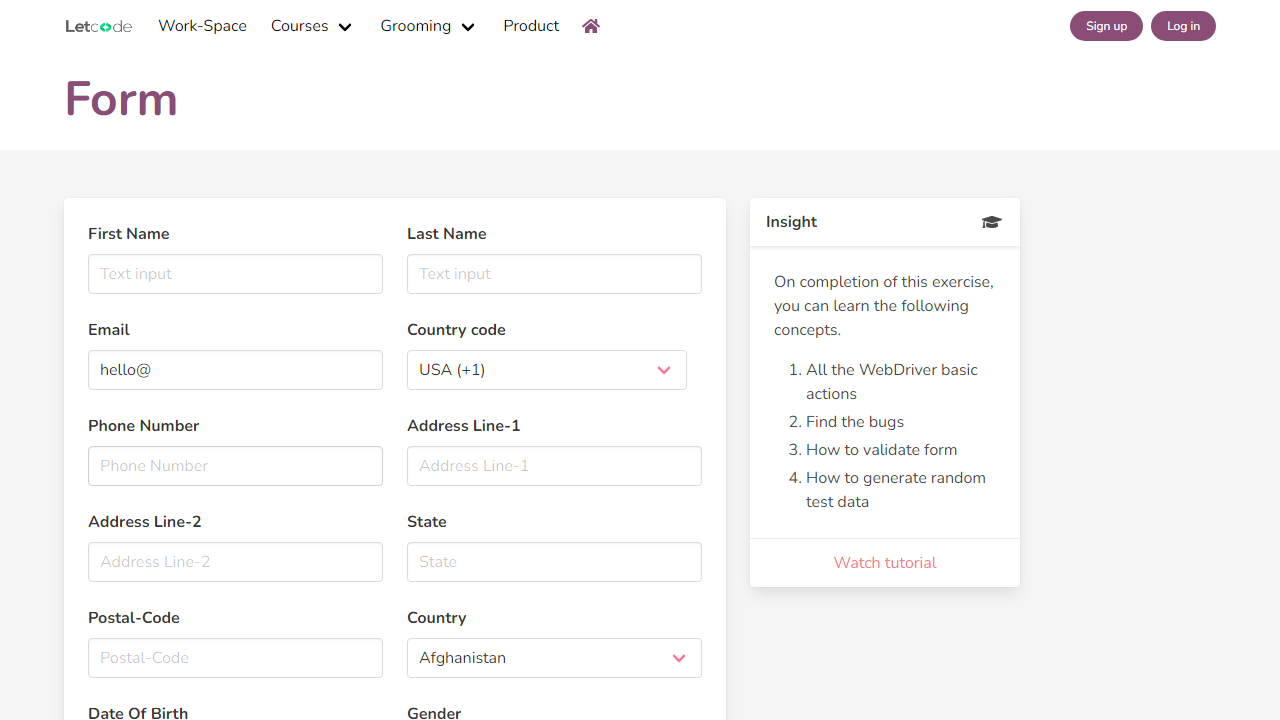 Letcode Work-Space Courses Grooming Product Sign up Log in
Form
First Name Last Name
Text input Text input
Email Country code
hello@ USA (+1)
Phone Number Address Line-1
Phone Number Address Line-1
Address Line-2 State
Address Line-2 State
Postal-Code Country
Postal-Code Afghanistan
Date Of Birth Gender
Insight
On completion of this exercise,
you can learn the following
concepts.
1. All the WebDriver basic
actions
2. Find the bugs
3. How to validate form
4. How to generate random
test data
Watch tutorial